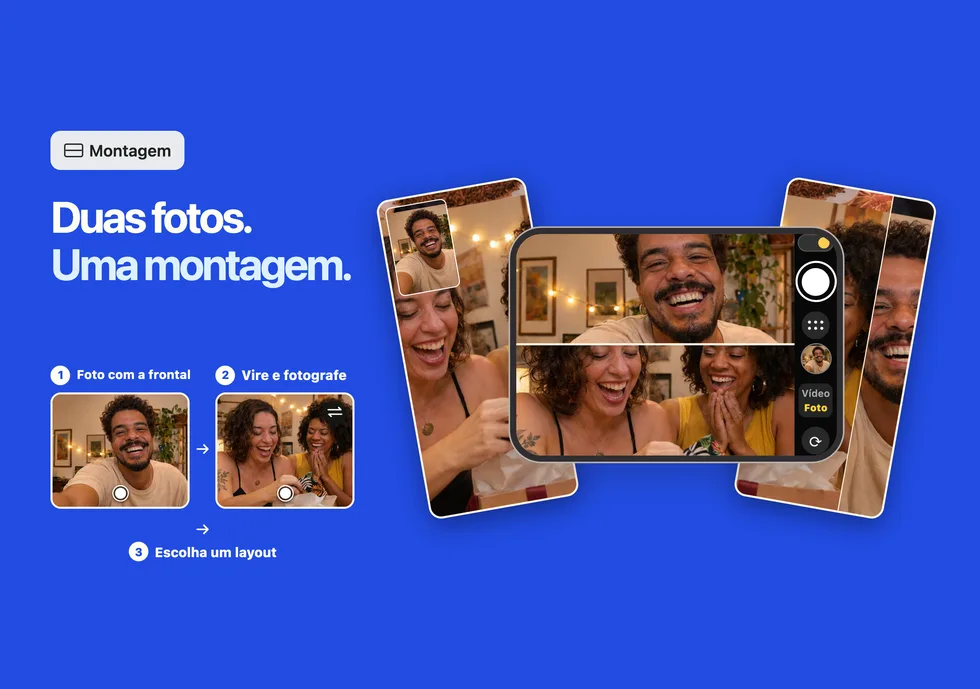 Montagem
Duas fotos.
Uma montagem.
1 Foto com a frontal
2 Vire e fotografe
3 Escolha um layout
Vídeo
Foto